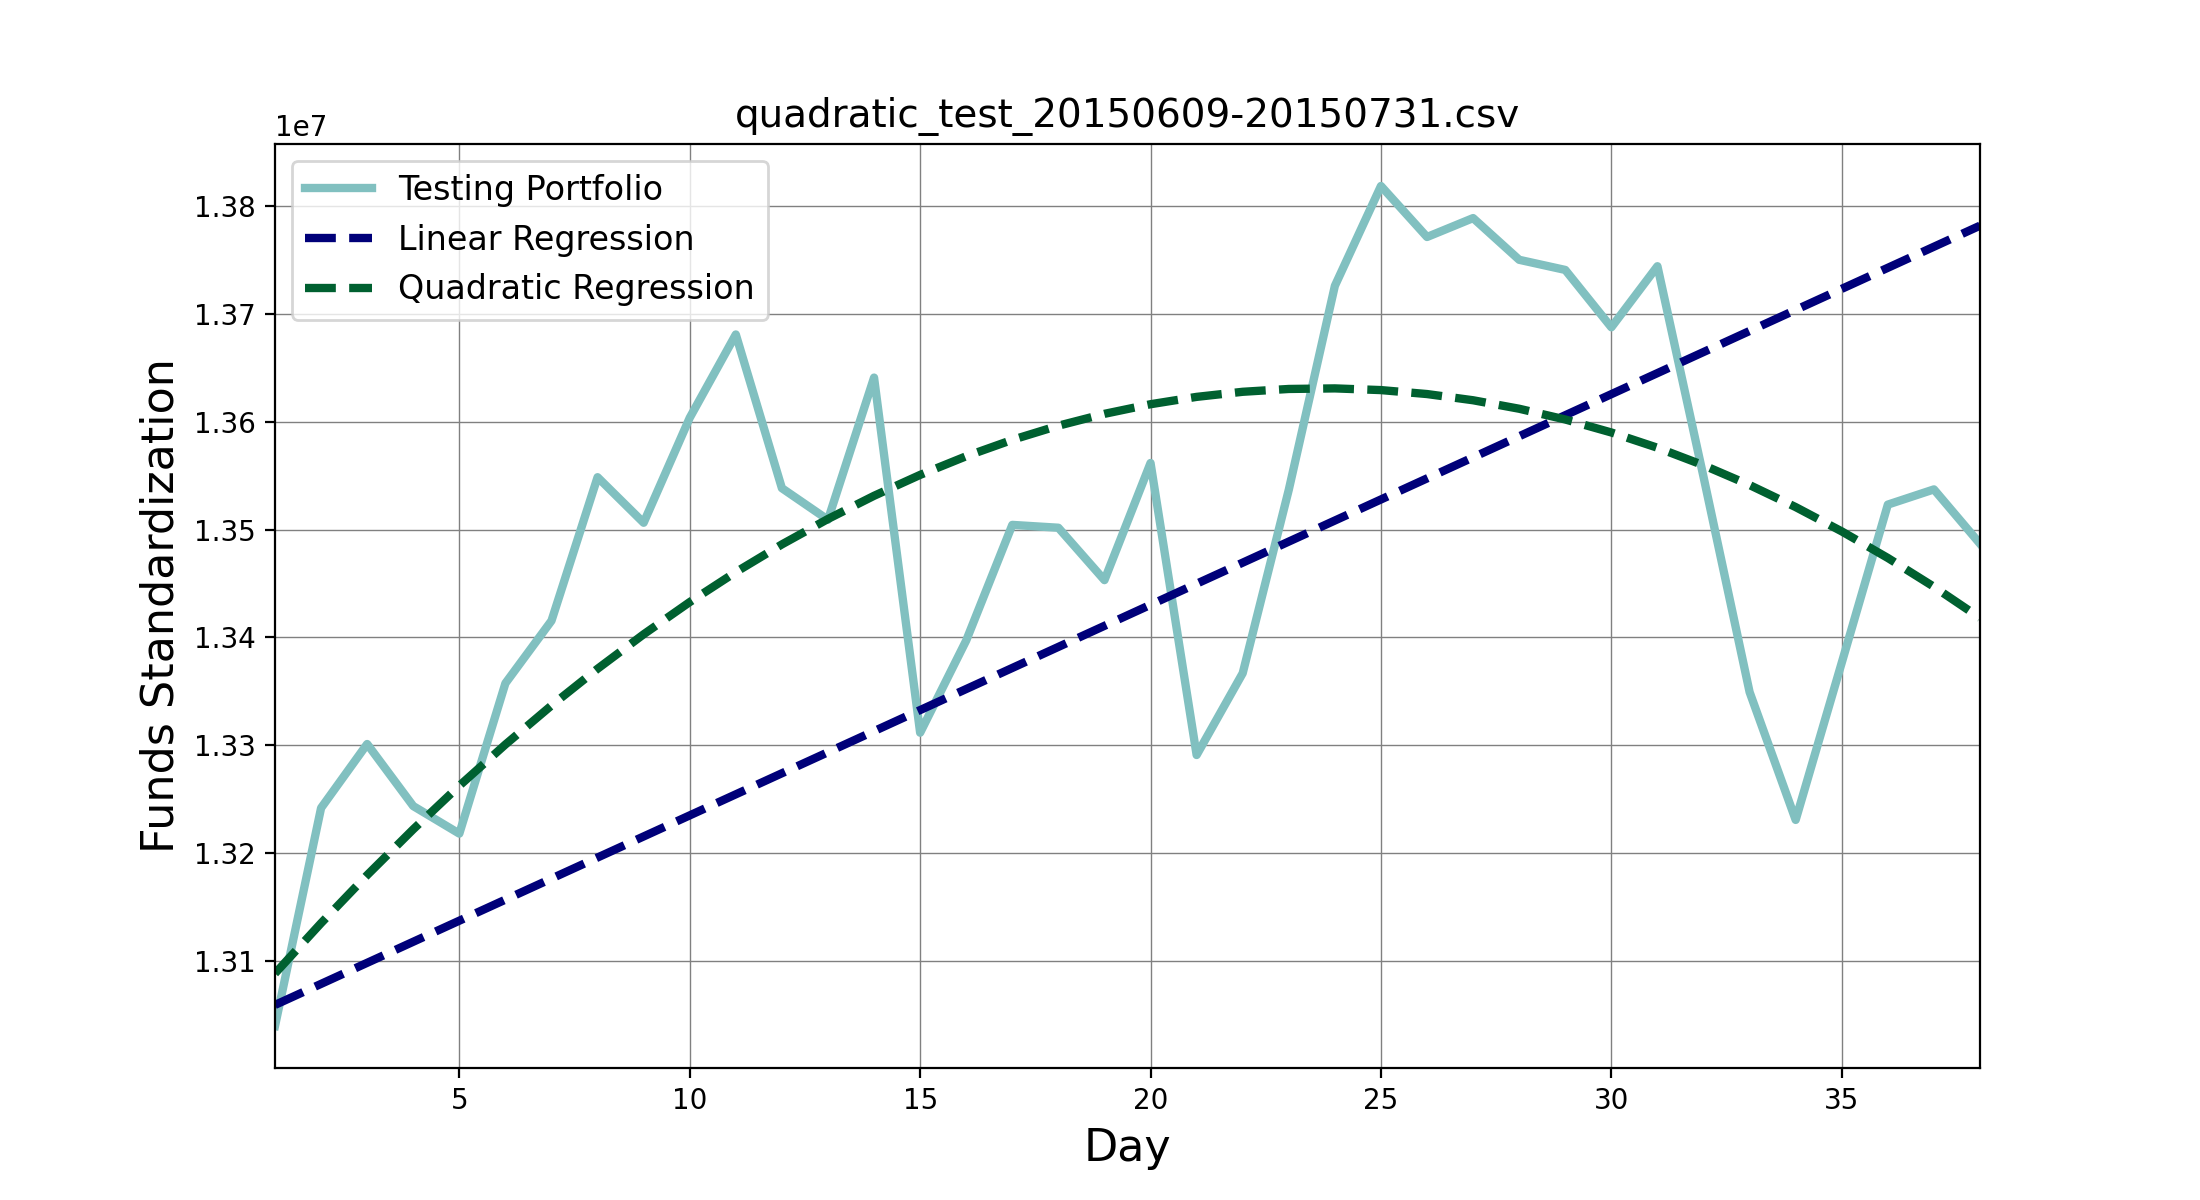 quadratic_test_20150609-20150731.csv
1e7
Testing Portfolio
Linear Regression
Quadratic Regression
1.38
1.37
1.36
1.35
1.34
1.33
1.32
1.31
Funds Standardization
5 10 15 20 25 30 35
Day